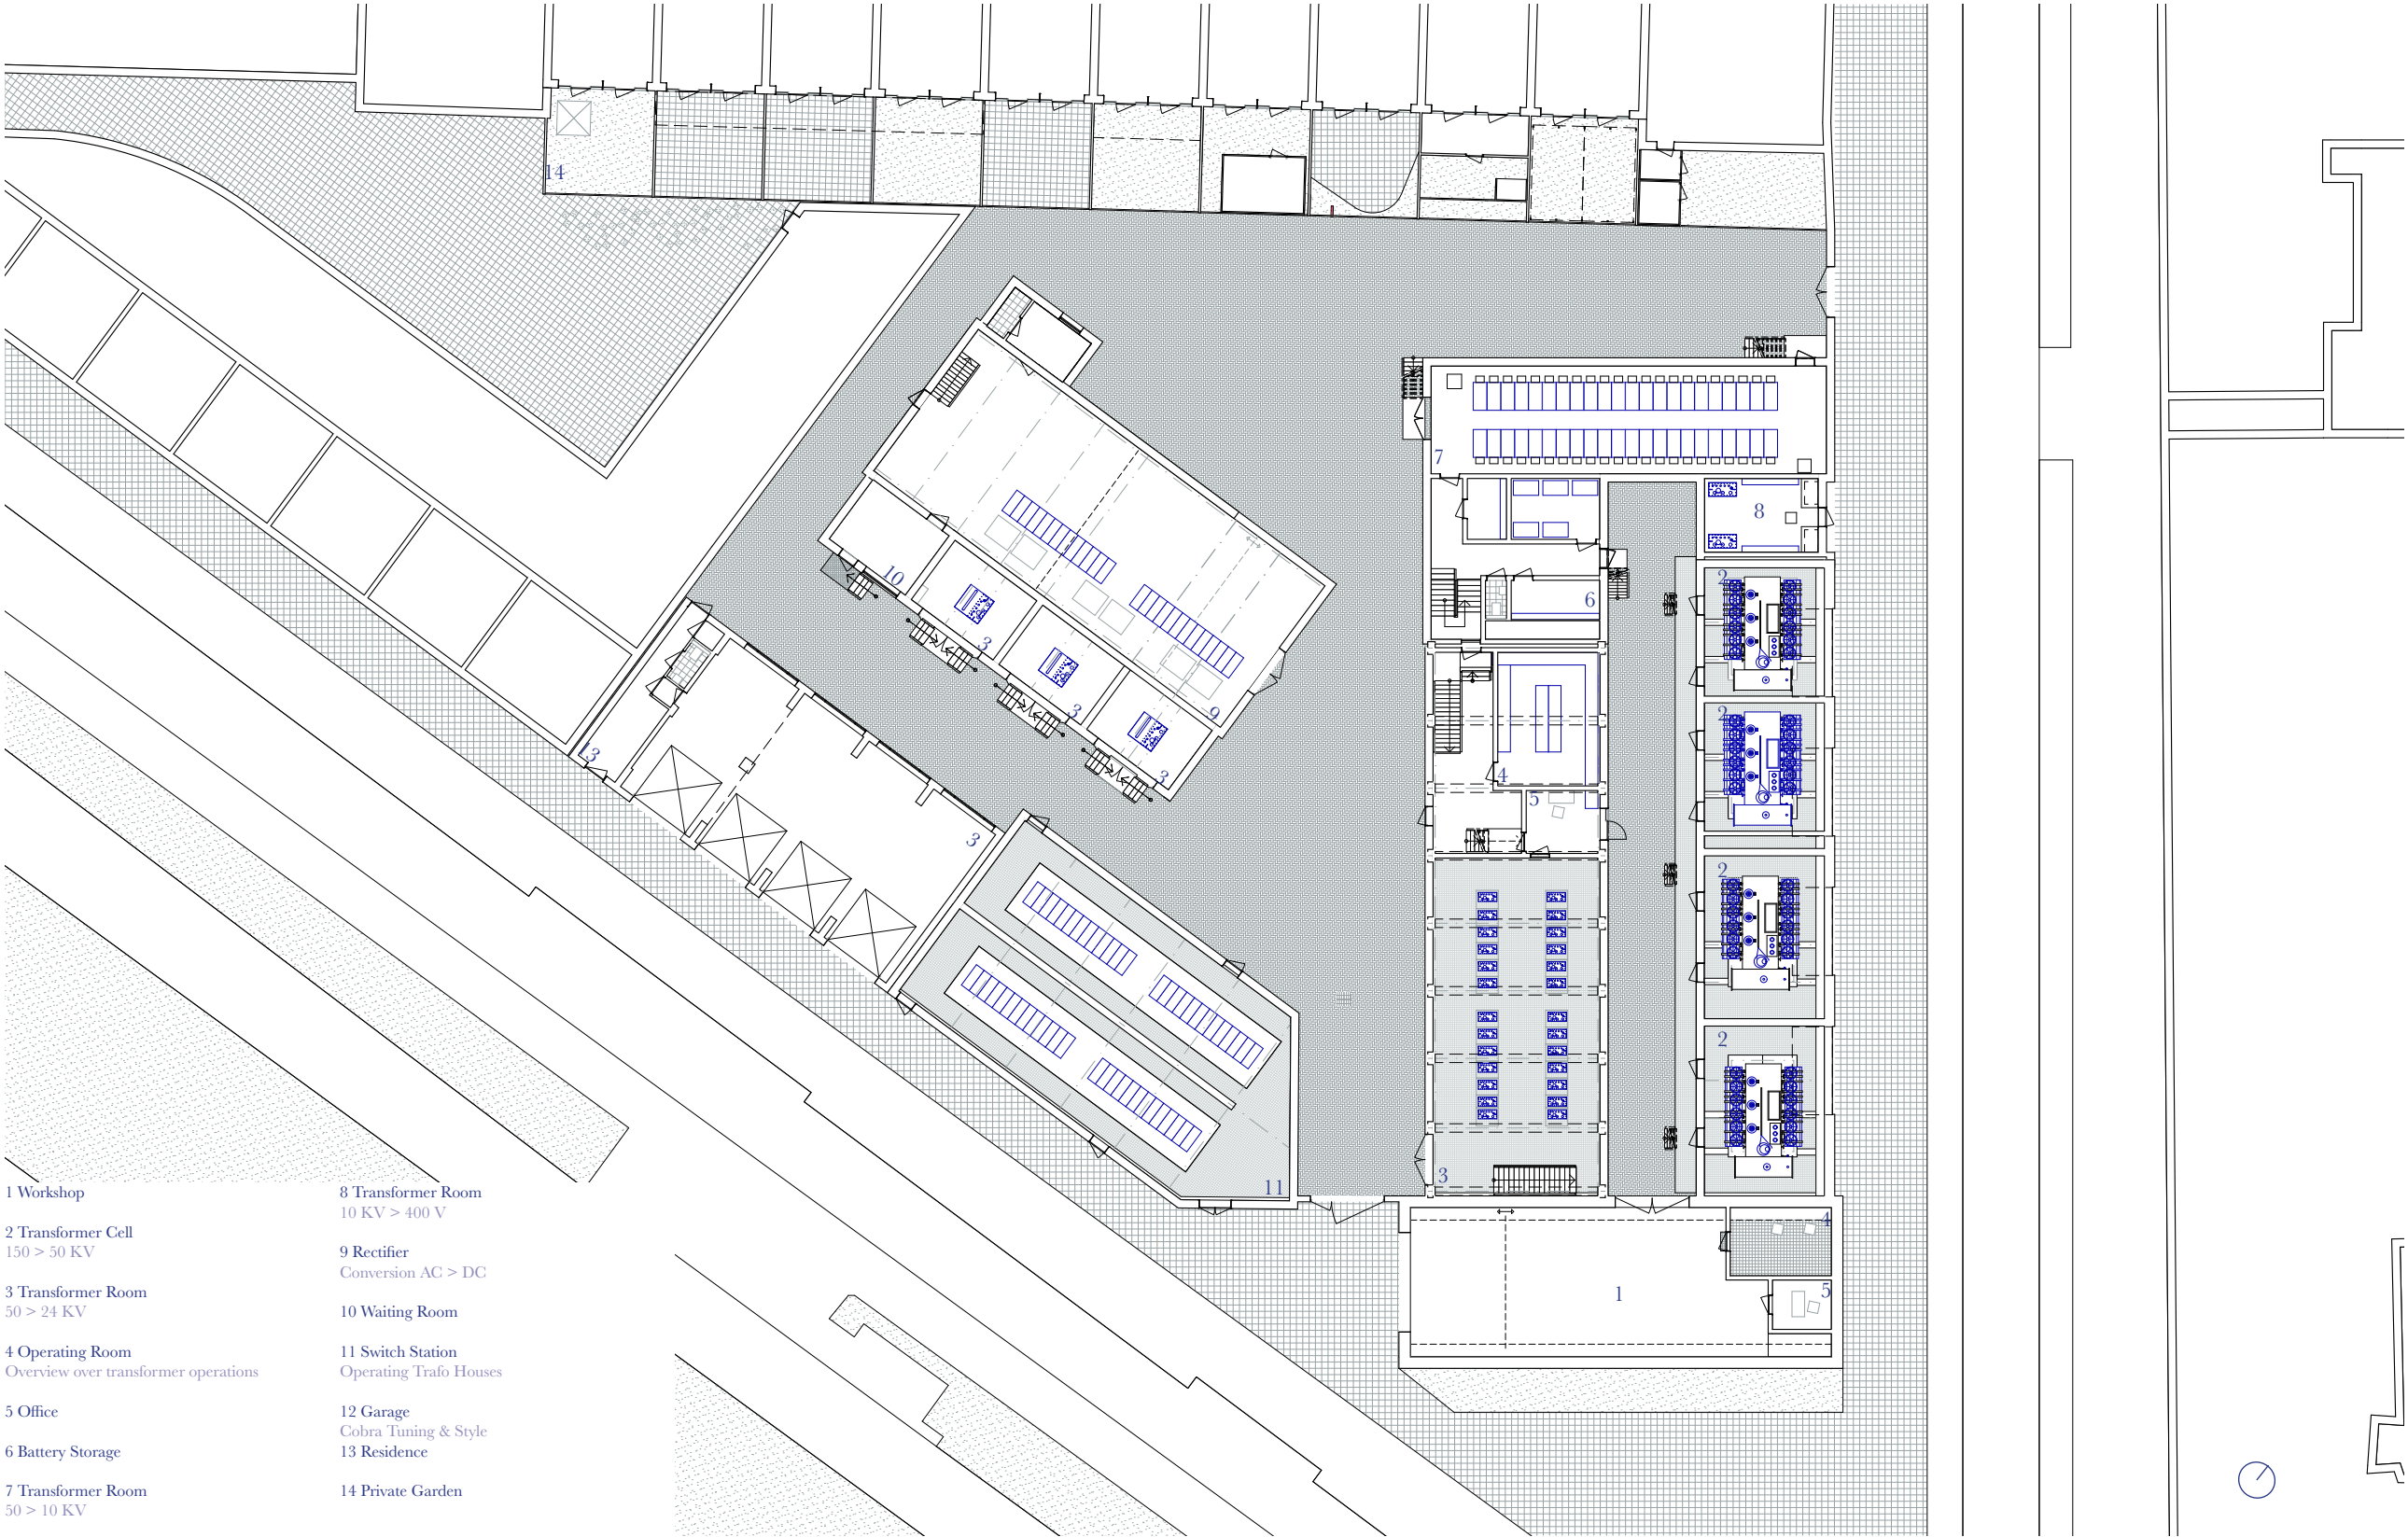 14
7
8
10
2
6
3
3
9
2
13
3
4
5
3
2
2
3
11
4
5
1
1 Workshop
2 Transformer Cell
150 > 50 KV
3 Transformer Room
50 > 24 KV
4 Operating Room
Overview over transformer operations
5 Office
6 Battery Storage
7 Transformer Room
50 > 10 KV
8 Transformer Room
10 KV > 400 V
9 Rectifier
Conversion AC > DC
10 Waiting Room
11 Switch Station
Operating Trafo Houses
12 Garage
Cobra Tuning & Style
13 Residence
14 Private Garden